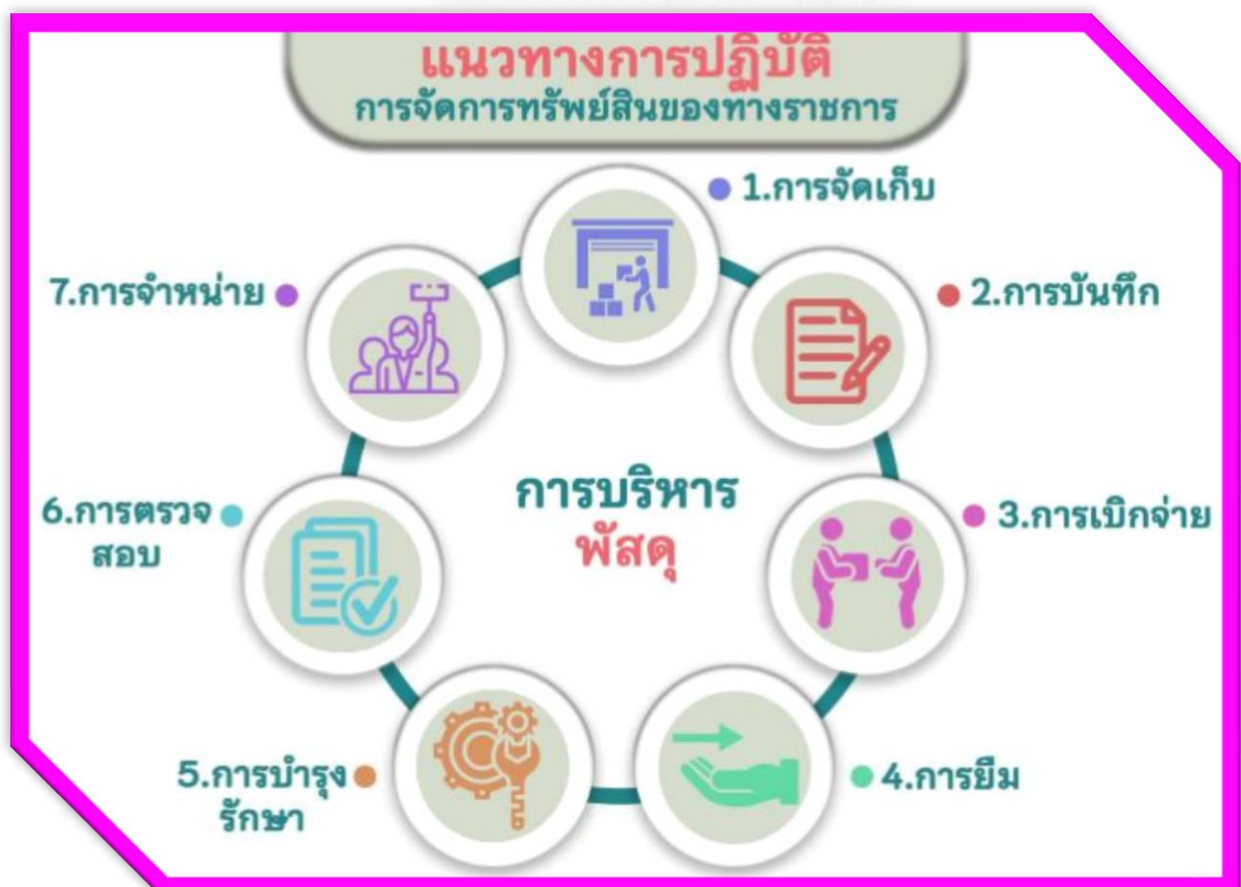 แนวทางการปฏิบัติ
การจัดการทรัพย์สินของทางราชการ
1.การจัดเก็บ
2.การบันทึก
3.การเบิกจ่าย
4.การยืม
5.การบำรุง
รักษา
6.การตรวจ
สอบ
7.การจำหน่าย
การบริหาร
พัสดุ